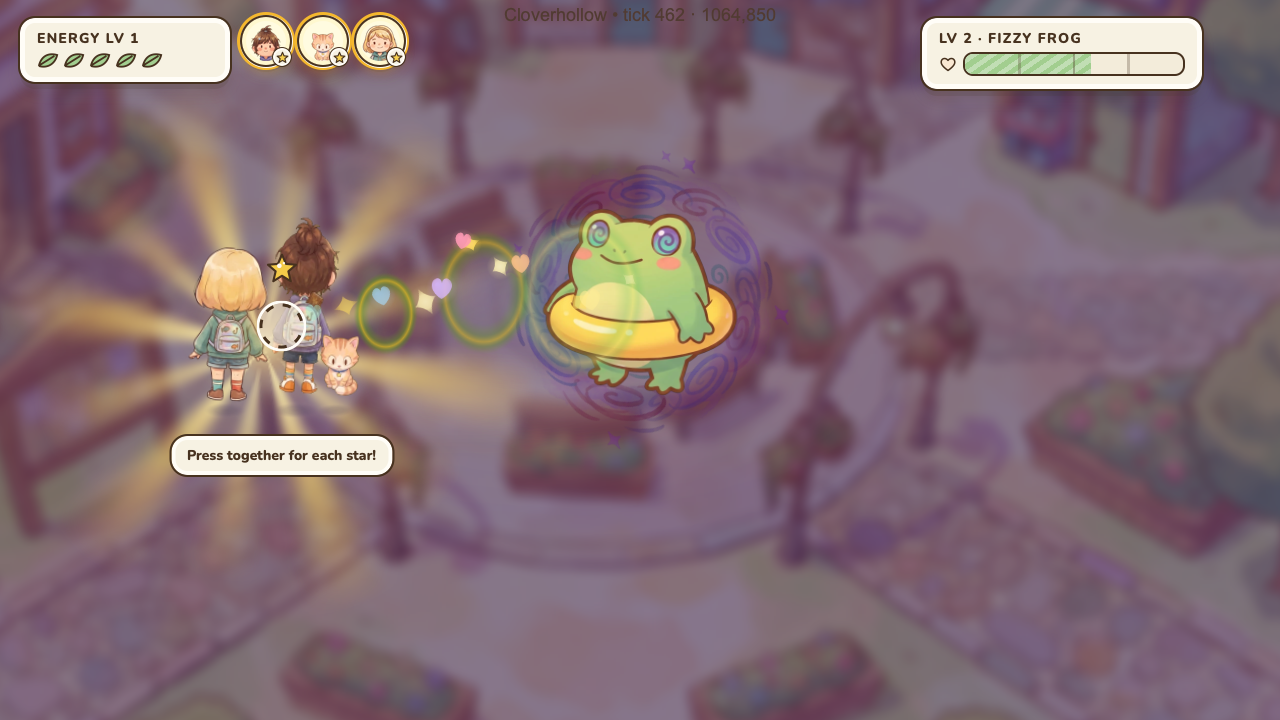 Cloverhollow • tick 462 · 1064,850
ENERGY LV 1
LV 2 · FIZZY FROG
Press together for each star!